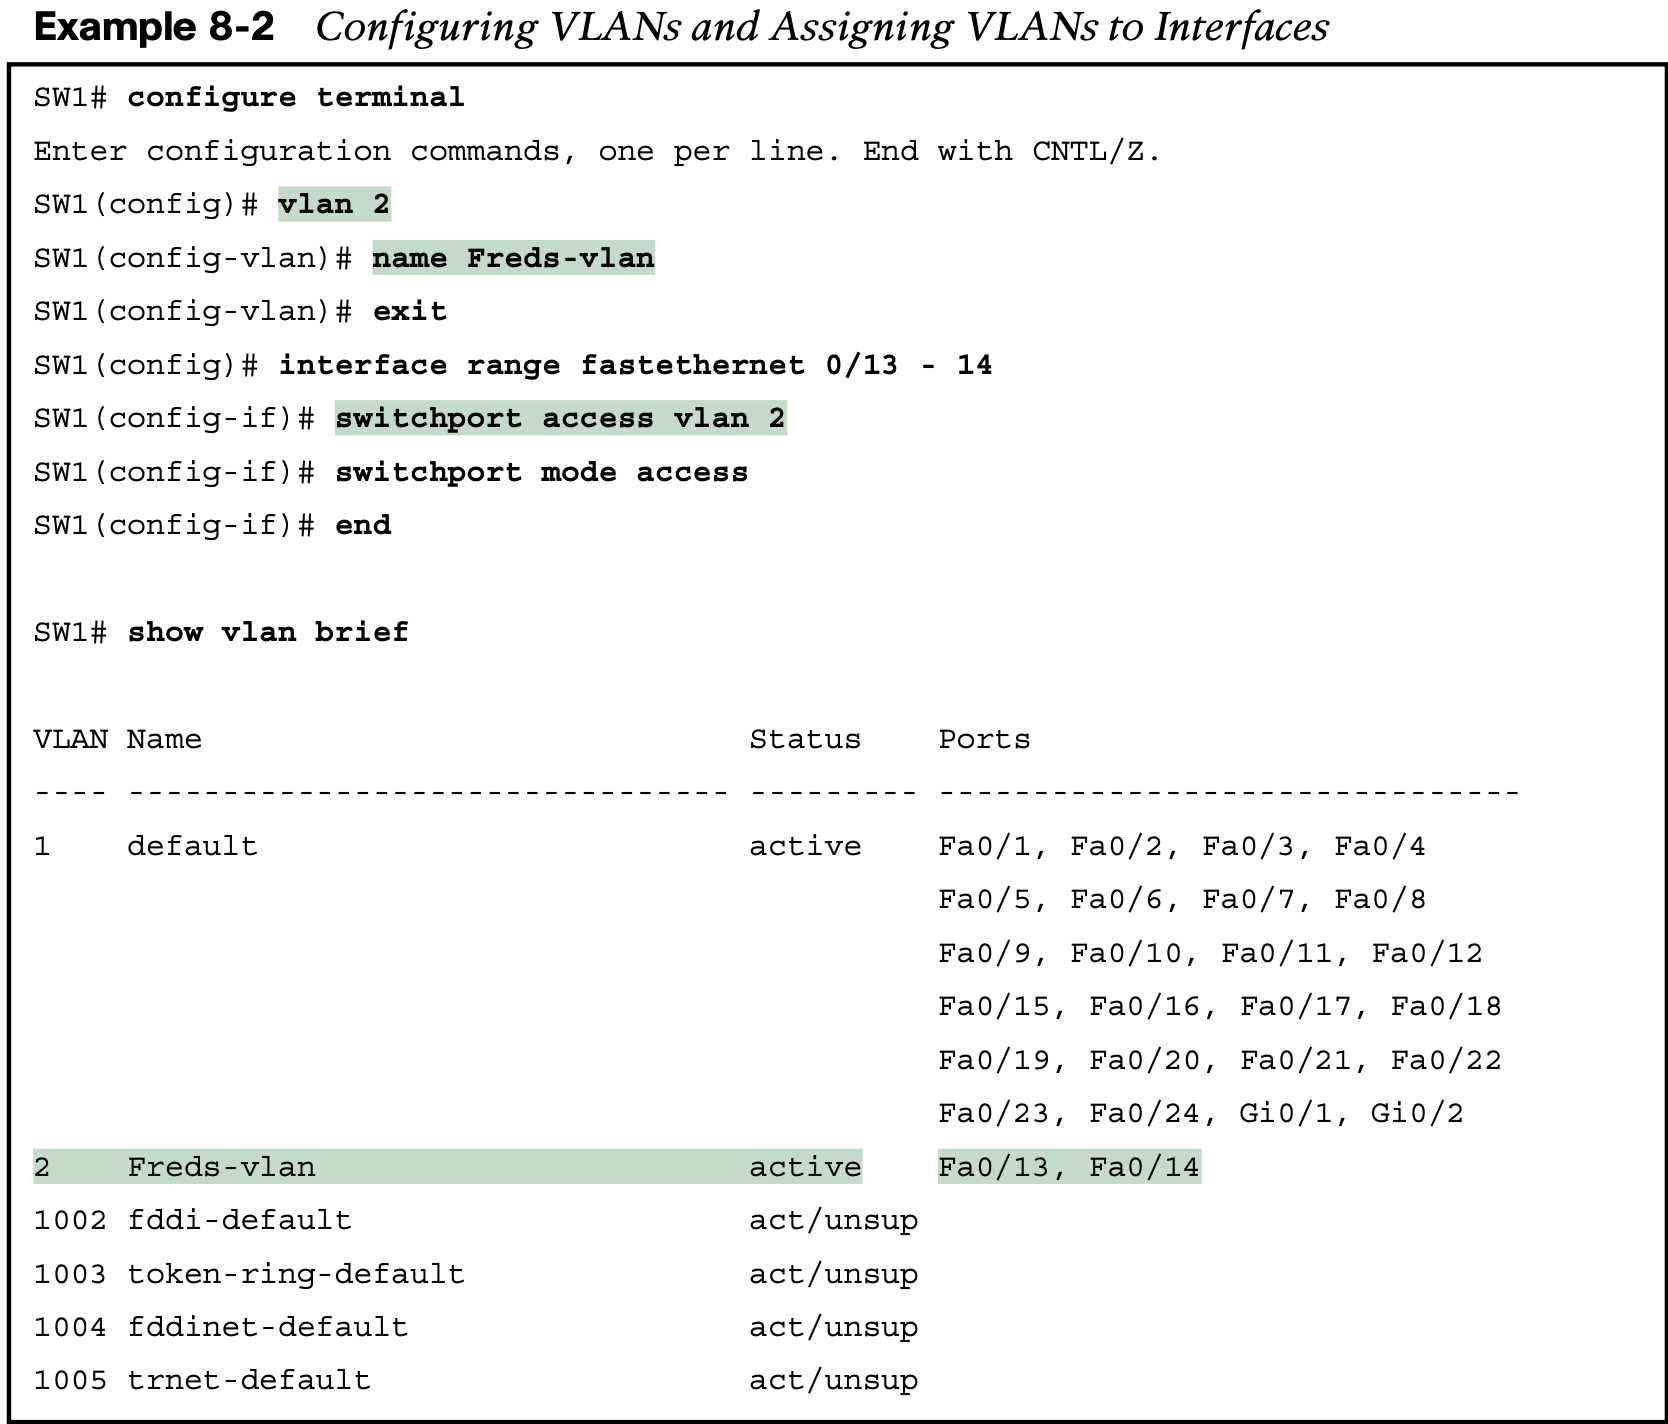 Example 8-2 Configuring VLANs and Assigning VLANs to Interfaces
SW1# configure terminal
Enter configuration commands, one per line. End with CNTL/Z.
SW1(config)# vlan 2
SW1(config-vlan)# name Freds-vlan
SW1(config-vlan)# exit
SW1(config)# interface range fastethernet 0/13 - 14
SW1(config-if)# switchport access vlan 2
SW1(config-if)# switchport mode access
SW1(config-if)# end
SW1# show vlan brief
VLAN Name                             Status    Ports
---- -------------------------------- --------- -------------------------------
1    default                          active    Fa0/1, Fa0/2, Fa0/3, Fa0/4
                                                Fa0/5, Fa0/6, Fa0/7, Fa0/8
                                                Fa0/9, Fa0/10, Fa0/11, Fa0/12
                                                Fa0/15, Fa0/16, Fa0/17, Fa0/18
                                                Fa0/19, Fa0/20, Fa0/21, Fa0/22
                                                Fa0/23, Fa0/24, Gi0/1, Gi0/2
2    Freds-vlan                       active    Fa0/13, Fa0/14
1002 fddi-default                     act/unsup
1003 token-ring-default               act/unsup
1004 fddinet-default                  act/unsup
1005 trnet-default                    act/unsup